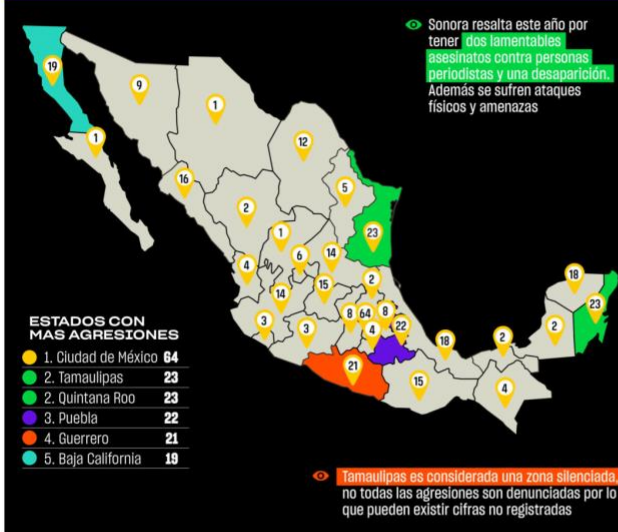 Sonora resalta este año por
tener dos lamentables
asesinatos contra personas
periodistas y una desaparición.
Además se sufren ataques
físicos y amenazas
19
9
1
1
12
16
5
2
23
1
6
14
4
2
18
14
15
23
8
64
8
3
3
4
22
18
2
2
21
15
4
ESTADOS CON
MAS AGRESIONES
1. Ciudad de México 64
2. Tamaulipas 23
2. Quintana Roo 23
3. Puebla 22
4. Guerrero 21
5. Baja California 19
Tamaulipas es considerada una zona silenciada,
no todas las agresiones son denunciadas por lo
que pueden existir cifras no registradas